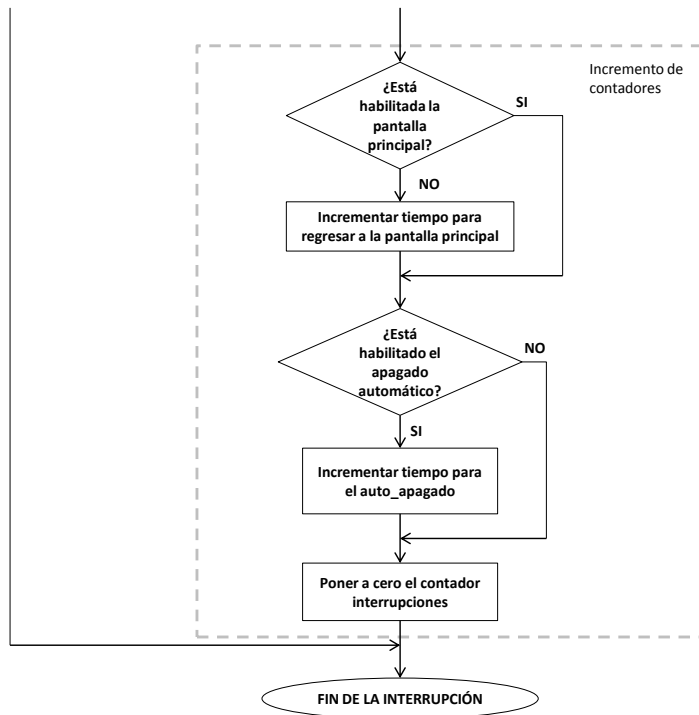 Incremento de
contadores
¿Está
habilitada la
pantalla
principal?
SI
NO
Incrementar tiempo para
regresar a la pantalla principal
¿Está
habilitado el
apagado
automático?
NO
SI
Incrementar tiempo para
el auto_apagado
Poner a cero el contador
interrupciones
FIN DE LA INTERRUPCIÓN